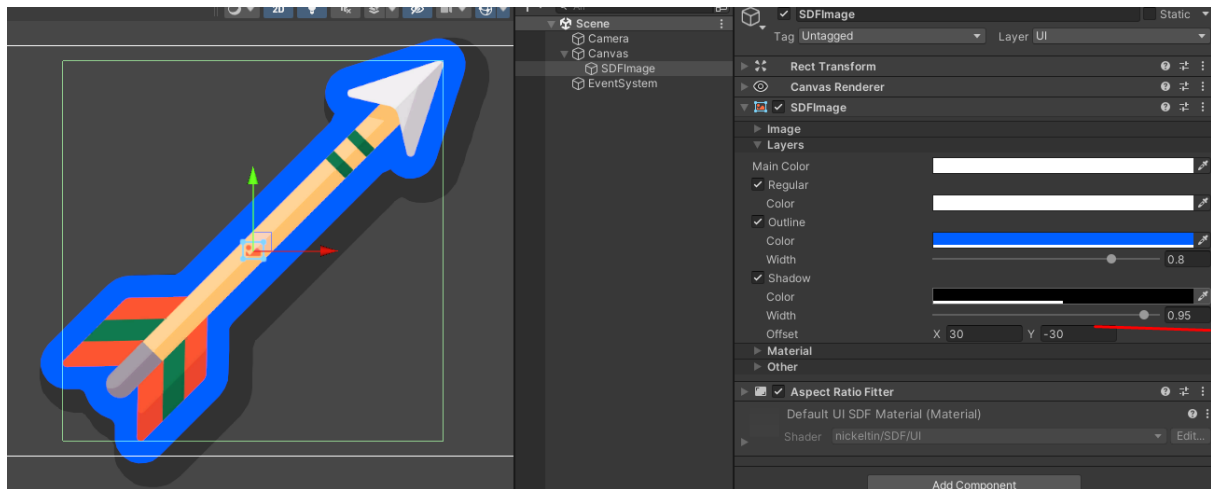 2D
Scene
Camera
Canvas
SDFImage
EventSystem
SDFImage
Static
Tag Untagged Layer UI
Rect Transform
Canvas Renderer
SDFImage
Image
Layers
Main Color
Regular
Color
Outline
Color
Width 0.8
Shadow
Color
Width 0.95
Offset X 30 Y -30
Material
Other
Aspect Ratio Fitter
Default UI SDF Material (Material)
Shader nickeltin/SDF/UI Edit...
Add Component